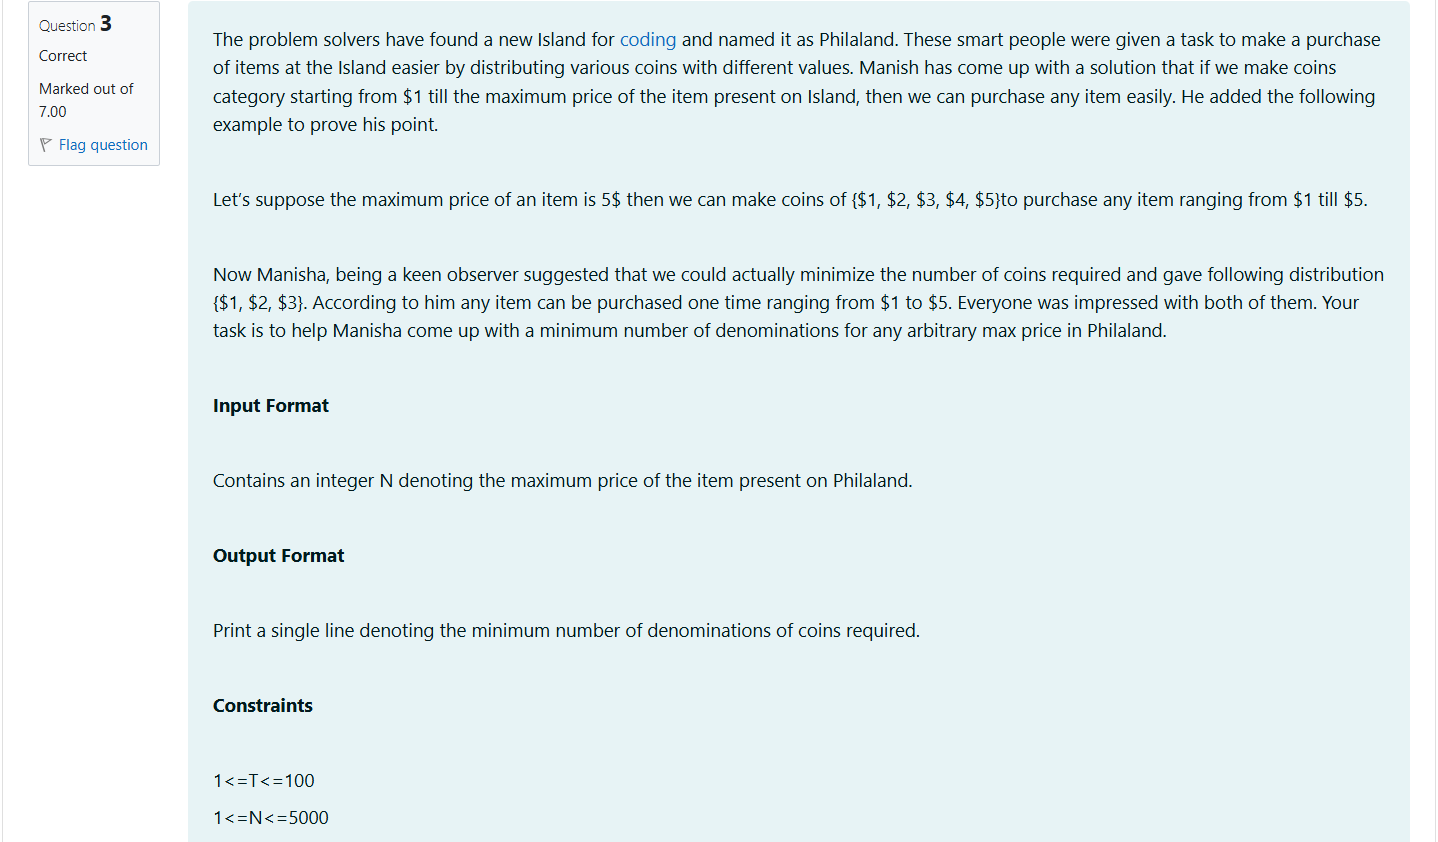 Question 3
Correct
Marked out of
7.00
Flag question
The problem solvers have found a new Island for coding and named it as Philaland. These smart people were given a task to make a purchase
of items at the Island easier by distributing various coins with different values. Manish has come up with a solution that if we make coins
category starting from $1 till the maximum price of the item present on Island, then we can purchase any item easily. He added the following
example to prove his point.
Let's suppose the maximum price of an item is 5$ then we can make coins of {$1, $2, $3, $4, $5}to purchase any item ranging from $1 till $5.
Now Manisha, being a keen observer suggested that we could actually minimize the number of coins required and gave following distribution
{$1, $2, $3}. According to him any item can be purchased one time ranging from $1 to $5. Everyone was impressed with both of them. Your
task is to help Manisha come up with a minimum number of denominations for any arbitrary max price in Philaland.
Input Format
Contains an integer N denoting the maximum price of the item present on Philaland.
Output Format
Print a single line denoting the minimum number of denominations of coins required.
Constraints
1<=T<=100
1<=N<=5000